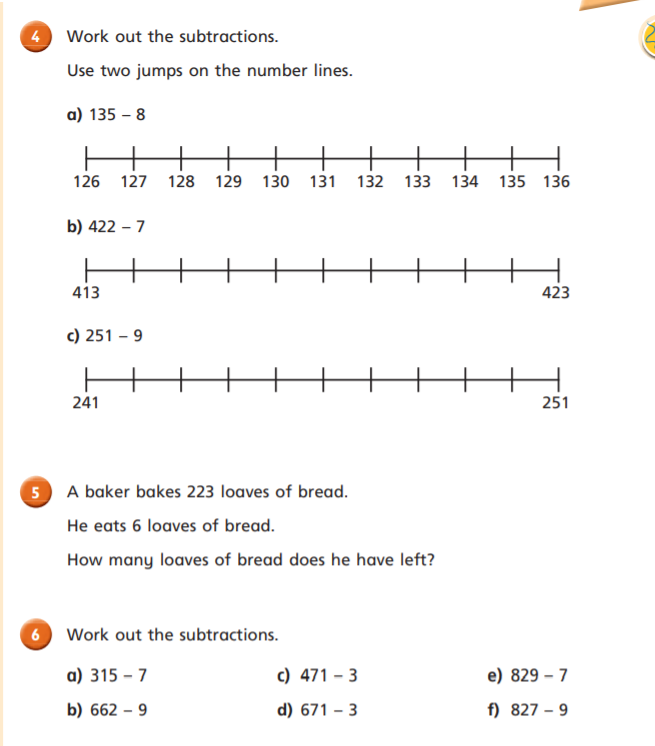 4 Work out the subtractions.
Use two jumps on the number lines.
a) 135 – 8
126 127 128 129 130 131 132 133 134 135 136
b) 422 – 7
413 423
c) 251 – 9
241 251
5 A baker bakes 223 loaves of bread.
He eats 6 loaves of bread.
How many loaves of bread does he have left?
6 Work out the subtractions.
a) 315 – 7 c) 471 – 3 e) 829 – 7
b) 662 – 9 d) 671 – 3 f) 827 – 9